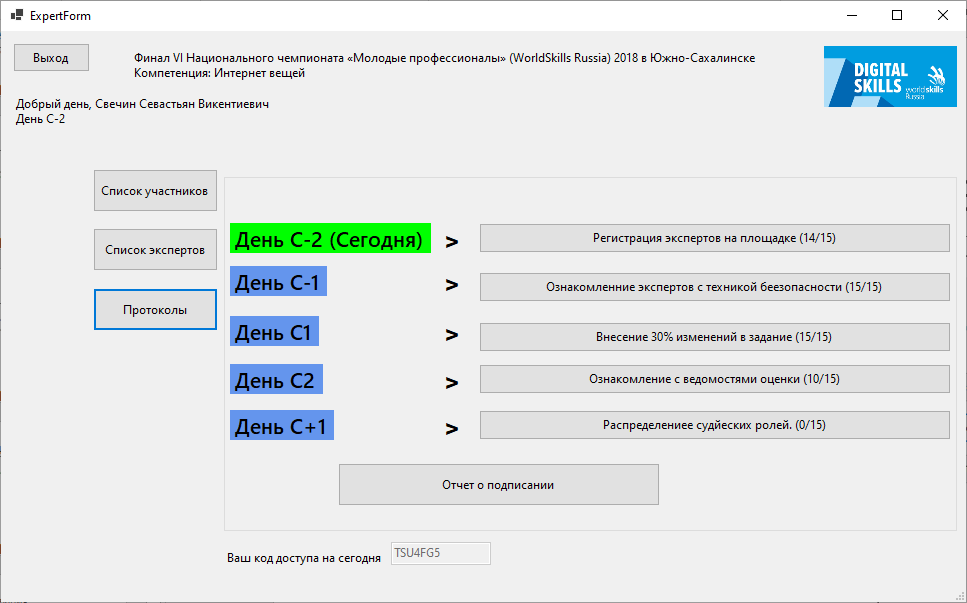 ExpertForm
Выход
Финал VI Национального чемпионата «Молодые профессионалы» (WorldSkills Russia) 2018 в Южно-Сахалинске
Компетенция: Интернет вещей
DIGITAL
SKILLS
worldskills
Russia
Добрый день, Свечин Севастьян Викентиевич
День С-2
Список участников
Список экспертов
Протоколы
День С-2 (Сегодня) > Регистрация экспертов на площадке (14/15)
День С-1 > Ознакомленние экспертов с техникой беезопасности (15/15)
День С1 > Внесение 30% изменений в задание (15/15)
День С2 > Ознакомление с ведомостями оценки (10/15)
День С+1 > Распределениее судйеских ролей. (0/15)
Отчет о подписании
Ваш код доступа на сегодня TSU4FG5